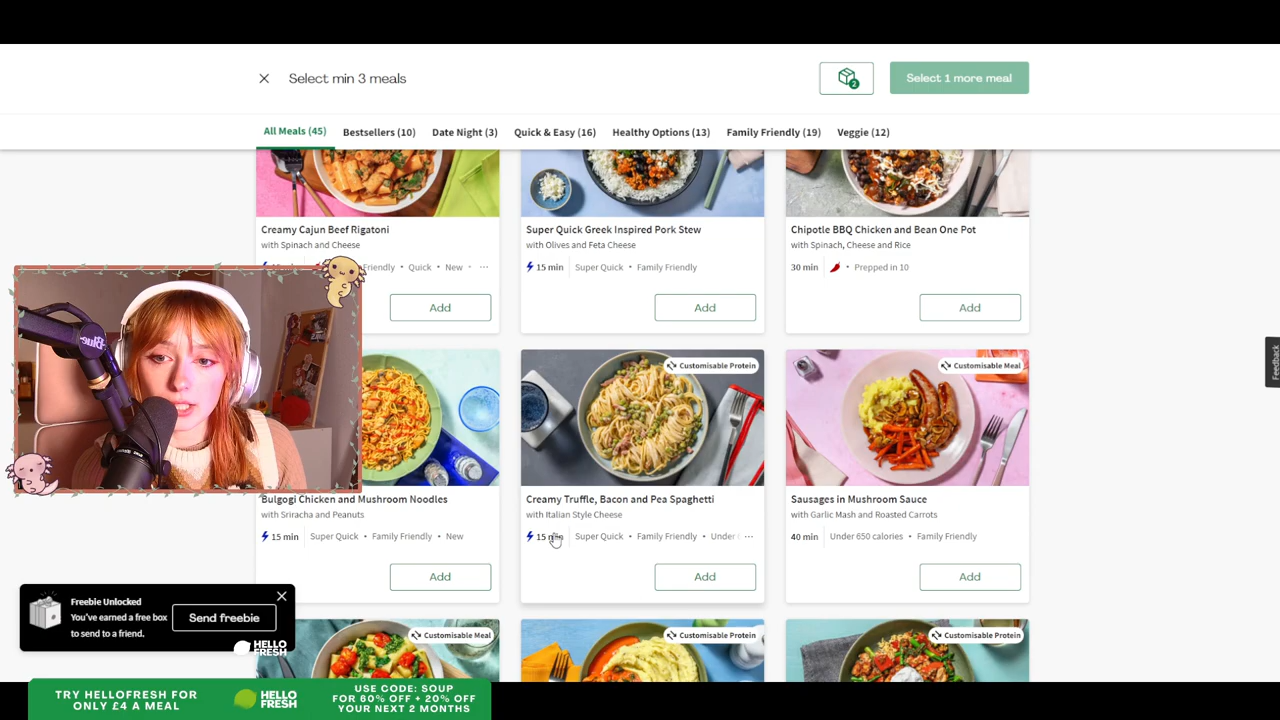 Select min 3 meals
2
Select 1 more meal
All Meals (45)
Bestsellers (10)
Date Night (3)
Quick & Easy (16)
Healthy Options (13)
Family Friendly (19)
Veggie (12)
Creamy Cajun Beef Rigatoni
with Spinach and Cheese
Friendly • Quick • New • ...
Add
Super Quick Greek Inspired Pork Stew
with Olives and Feta Cheese
15 min Super Quick • Family Friendly
Add
Chipotle BBQ Chicken and Bean One Pot
with Spinach, Cheese and Rice
30 min • Prepped in 10
Add
Bulgogi Chicken and Mushroom Noodles
with Sriracha and Peanuts
15 min Super Quick • Family Friendly • New
Add
Customisable Protein
Creamy Truffle, Bacon and Pea Spaghetti
with Italian Style Cheese
15 min Super Quick • Family Friendly • Under ...
Add
Customisable Meal
Sausages in Mushroom Sauce
with Garlic Mash and Roasted Carrots
40 min Under 650 calories • Family Friendly
Add
Customisable Meal
Customisable Protein
Customisable Protein
Feedback
Blue
Freebie Unlocked
You've earned a free box
to send to a friend.
Send freebie
HELLO
FRESH
TRY HELLOFRESH FOR
ONLY £4 A MEAL
HELLO
FRESH
USE CODE: SOUP
FOR 60% OFF + 20% OFF
YOUR NEXT 2 MONTHS